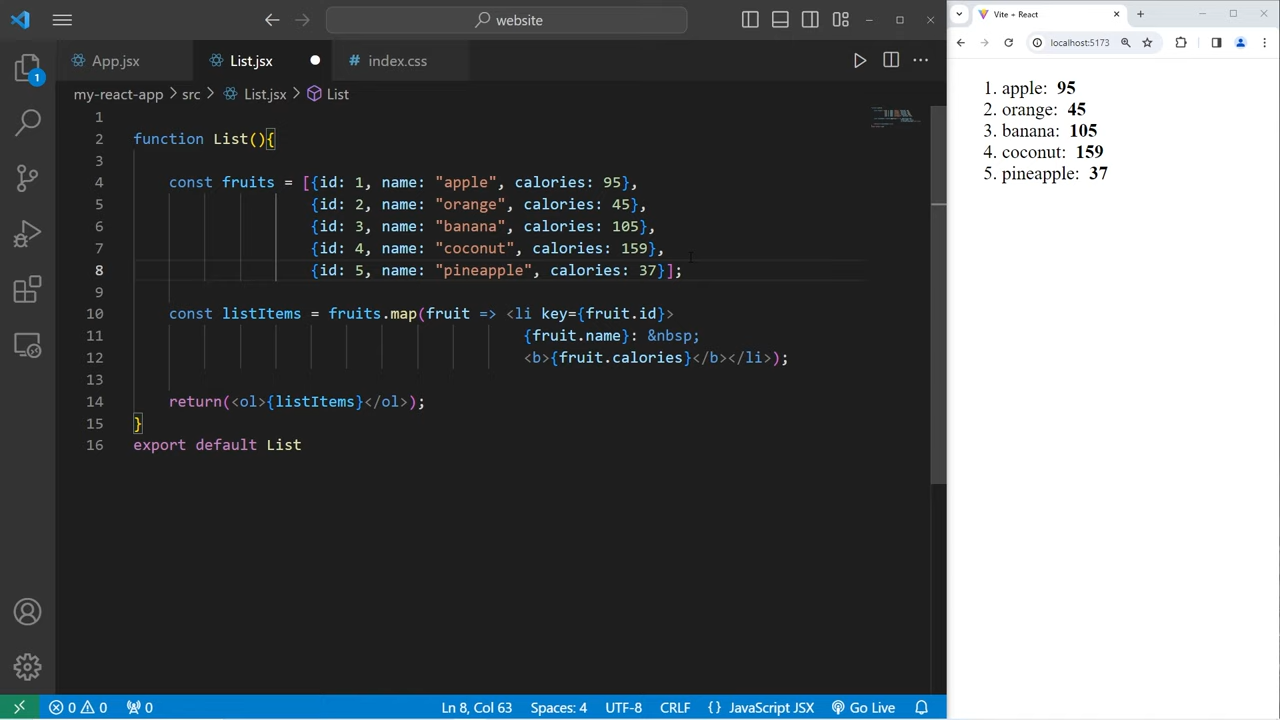 website
App.jsx
List.jsx
# index.css
my-react-app > src > List.jsx > List
1
2 function List(){
3
4 const fruits = [{id: 1, name: "apple", calories: 95},
5 {id: 2, name: "orange", calories: 45},
6 {id: 3, name: "banana", calories: 105},
7 {id: 4, name: "coconut", calories: 159},
8 {id: 5, name: "pineapple", calories: 37}];
9
10 const listItems = fruits.map(fruit => <li key={fruit.id}>
11 {fruit.name}: &nbsp;
12 <b>{fruit.calories}</b></li>);
13
14 return(<ol>{listItems}</ol>);
15 }
16 export default List
1
0 0 0
Ln 8, Col 63
Spaces: 4
UTF-8
CRLF
{} JavaScript JSX
Go Live
Vite + React
localhost:5173
1. apple: 95
2. orange: 45
3. banana: 105
4. coconut: 159
5. pineapple: 37